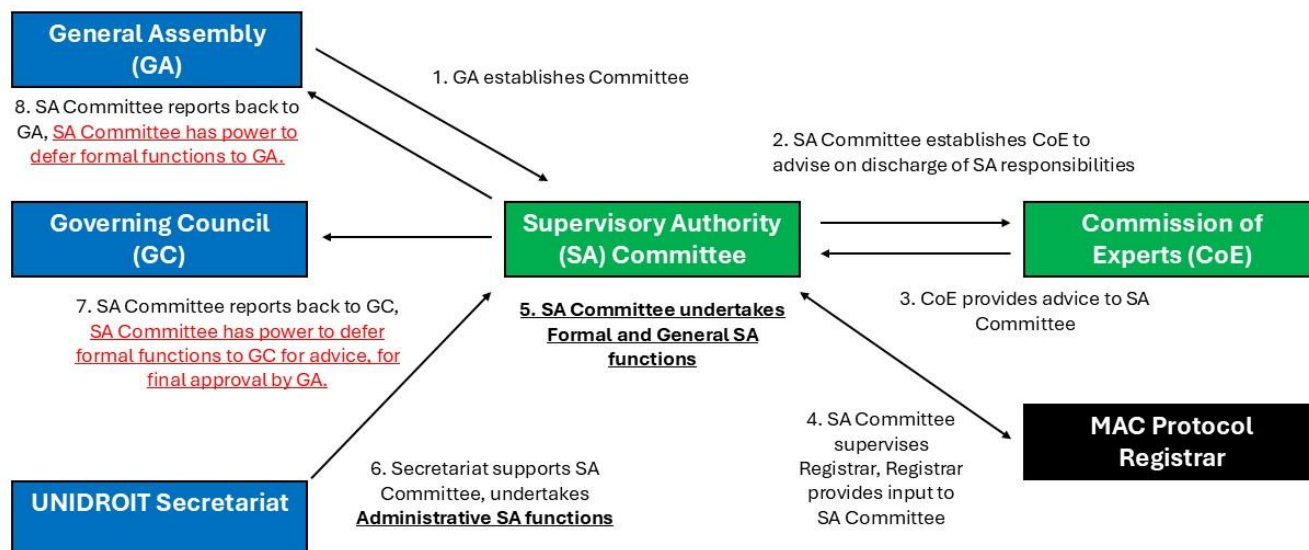 General Assembly
(GA)
1. GA establishes Committee
8. SA Committee reports back to
GA, SA Committee has power to
defer formal functions to GA.
2. SA Committee establishes CoE to
advise on discharge of SA responsibilities
Governing Council
(GC)
Supervisory Authority
(SA) Committee
Commission of
Experts (CoE)
7. SA Committee reports back to GC,
SA Committee has power to defer
formal functions to GC for advice, for
final approval by GA.
5. SA Committee undertakes
Formal and General SA
functions
3. CoE provides advice to SA
Committee
4. SA Committee
supervises
Registrar, Registrar
provides input to
SA Committee
MAC Protocol
Registrar
UNIDROIT Secretariat
6. Secretariat supports SA
Committee, undertakes
Administrative SA functions